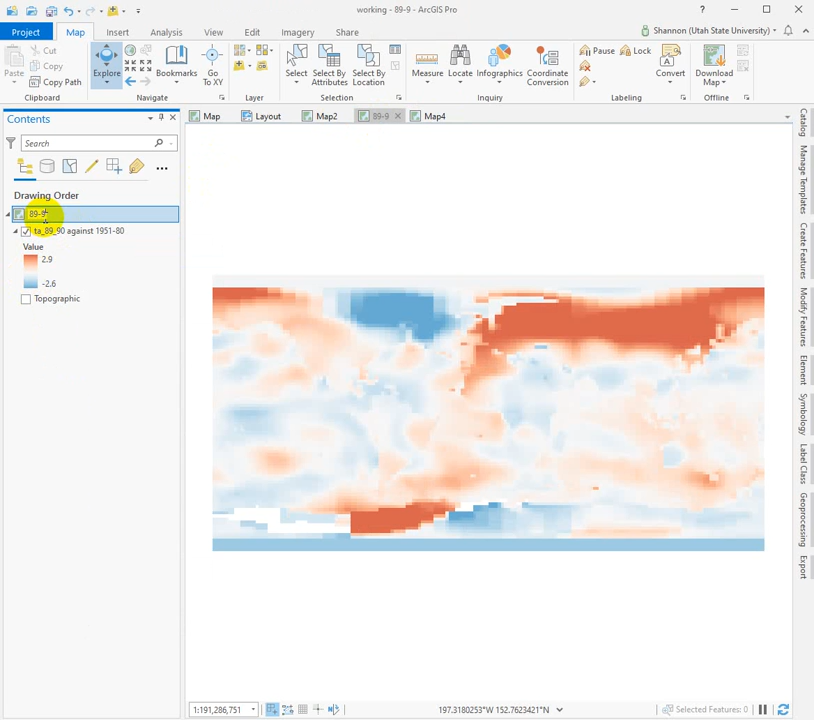 working - 89-9 - ArcGIS Pro
?
Project Map Insert Analysis View Edit Imagery Share
Shannon (Utah State University)
Paste
Cut
Copy
Copy Path
Clipboard
Explore
Bookmarks
Go To XY
Navigate
Layer
Select
Select By Attributes
Select By Location
Selection
Measure
Locate
Infographics
Coordinate Conversion
Inquiry
Pause
Lock
Convert
Labeling
Download Map
Offline
Contents
Search
Drawing Order
89-9
ta_89_90 against 1951-80
Value
2.9
-2.6
Topographic
Map
Layout
Map2
89-9
Map4
1:191,286,751
197.3180253°W 152.7623421°N
Selected Features: 0
Catalog
Manage Templates
Create Features
Modify Features
Element
Symbology
Label Class
Geoprocessing
Export